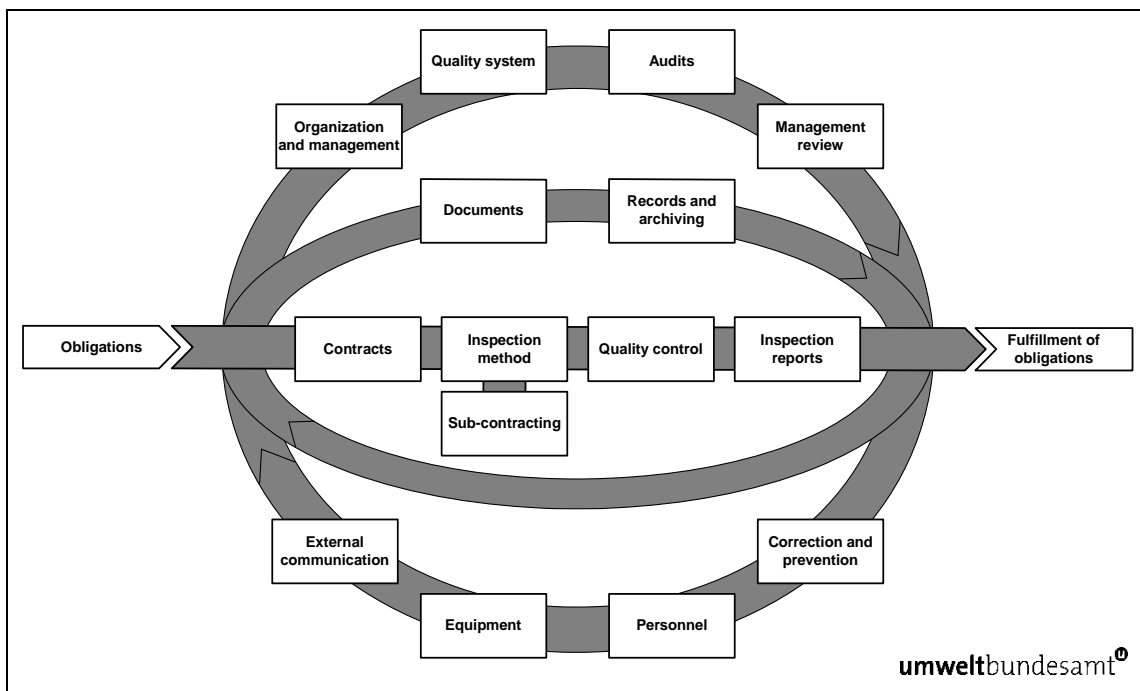 Quality system
Audits
Organization
and management
Management
review
Documents
Records and
archiving
Obligations
Contracts
Inspection
method
Quality control
Inspection
reports
Fulfillment of
obligations
Sub-contracting
External
communication
Correction and
prevention
Equipment
Personnel
umweltbundesamt